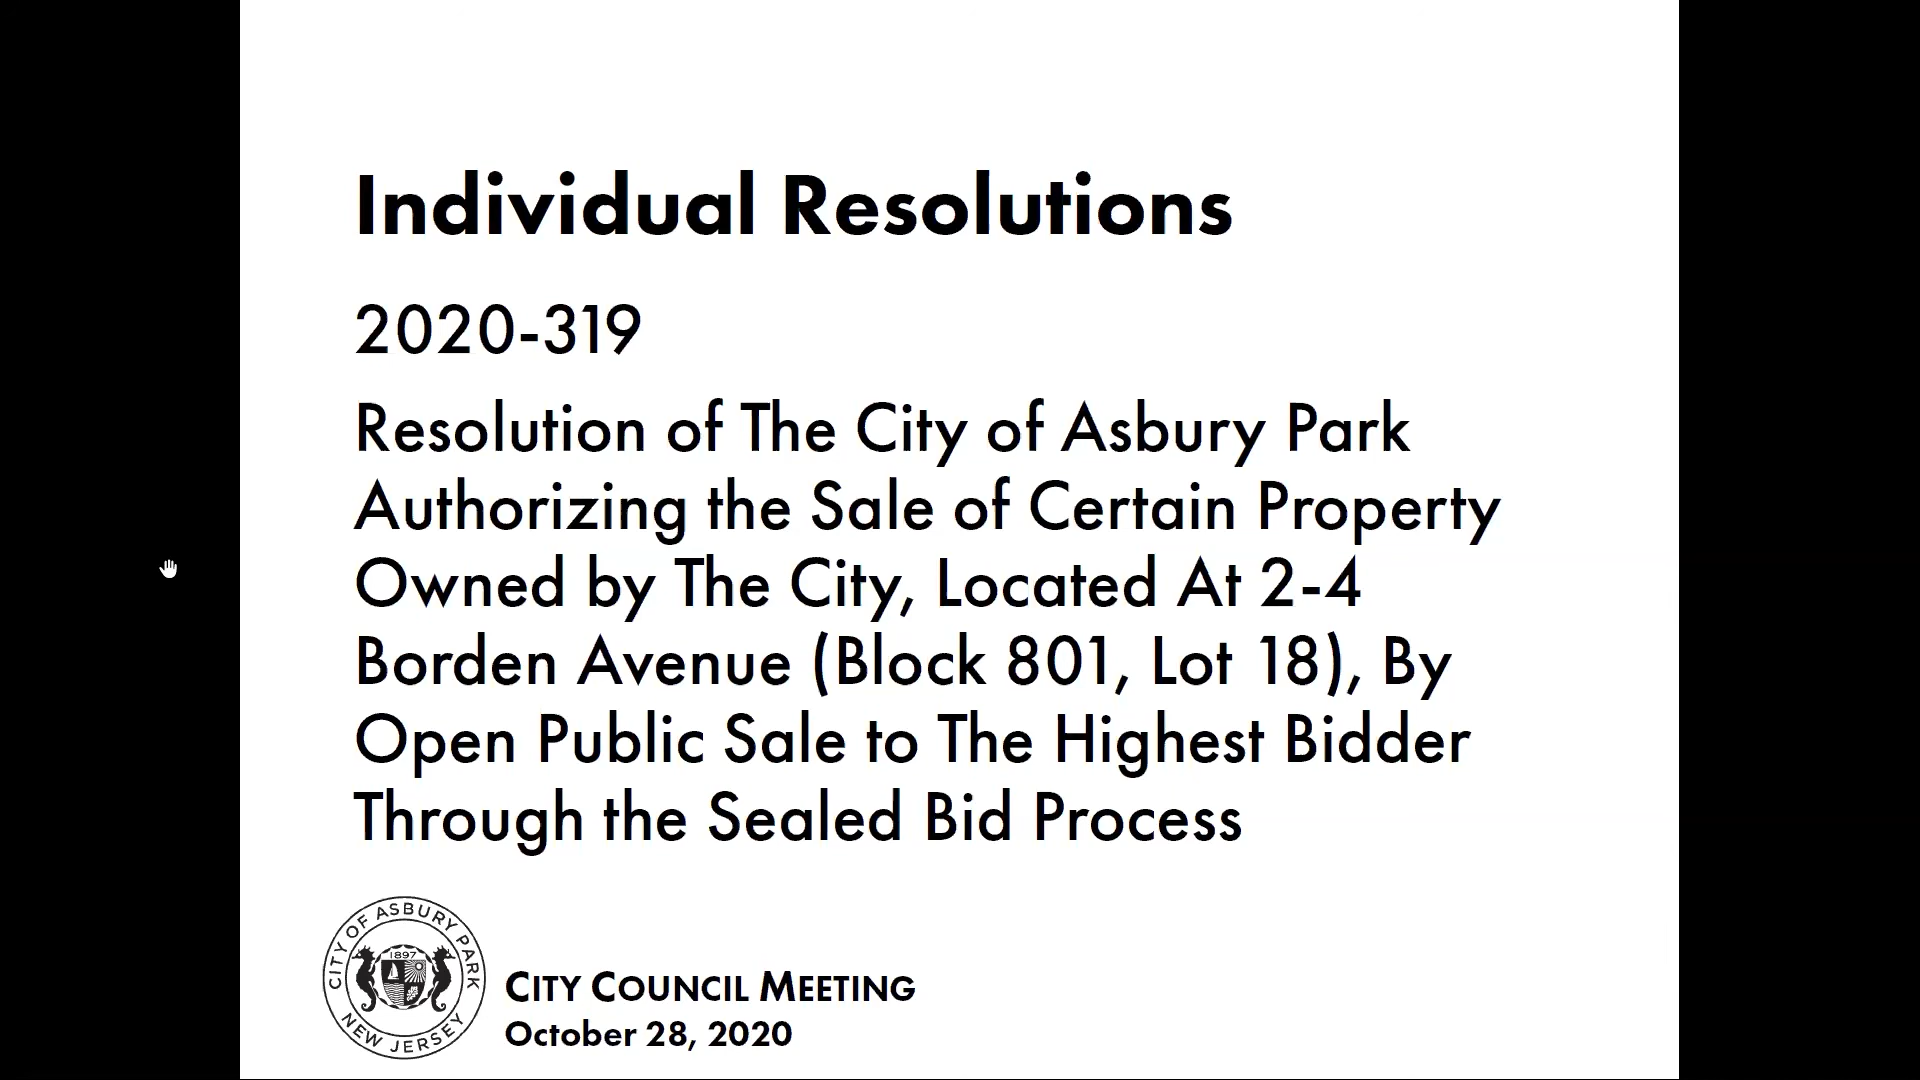 Individual Resolutions
2020-319
Resolution of The City of Asbury Park
Authorizing the Sale of Certain Property
Owned by The City, Located At 2-4
Borden Avenue (Block 801, Lot 18), By
Open Public Sale to The Highest Bidder
Through the Sealed Bid Process
CITY OF ASBURY PARK
1897
NEW JERSEY
CITY COUNCIL MEETING
October 28, 2020